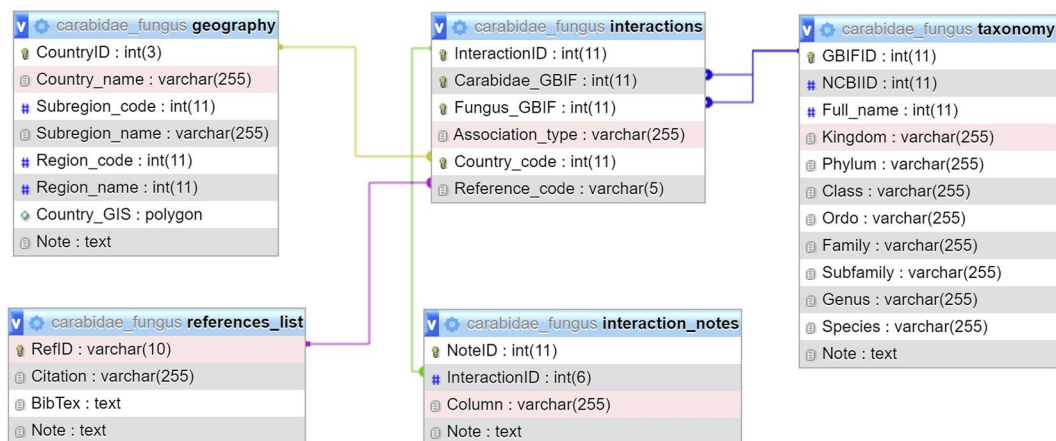 v carabidae_fungus geography
CountryID : int(3)
Country_name : varchar(255)
# Subregion_code : int(11)
Subregion_name : varchar(255)
# Region_code : int(11)
# Region_name : int(11)
Country_GIS : polygon
Note : text
v carabidae_fungus interactions
InteractionID : int(11)
Carabidae_GBIF : int(11)
Fungus_GBIF : int(11)
Association_type : varchar(255)
Country_code : int(11)
Reference_code : varchar(5)
v carabidae_fungus taxonomy
GBIFID : int(11)
# NCBIID : int(11)
# Full_name : int(11)
Kingdom : varchar(255)
Phylum : varchar(255)
Class : varchar(255)
Ordo : varchar(255)
Family : varchar(255)
Subfamily : varchar(255)
Genus : varchar(255)
Species : varchar(255)
Note : text
v carabidae_fungus references_list
RefID : varchar(10)
Citation : varchar(255)
BibTex : text
Note : text
v carabidae_fungus interaction_notes
NoteID : int(11)
# InteractionID : int(6)
Column : varchar(255)
Note : text